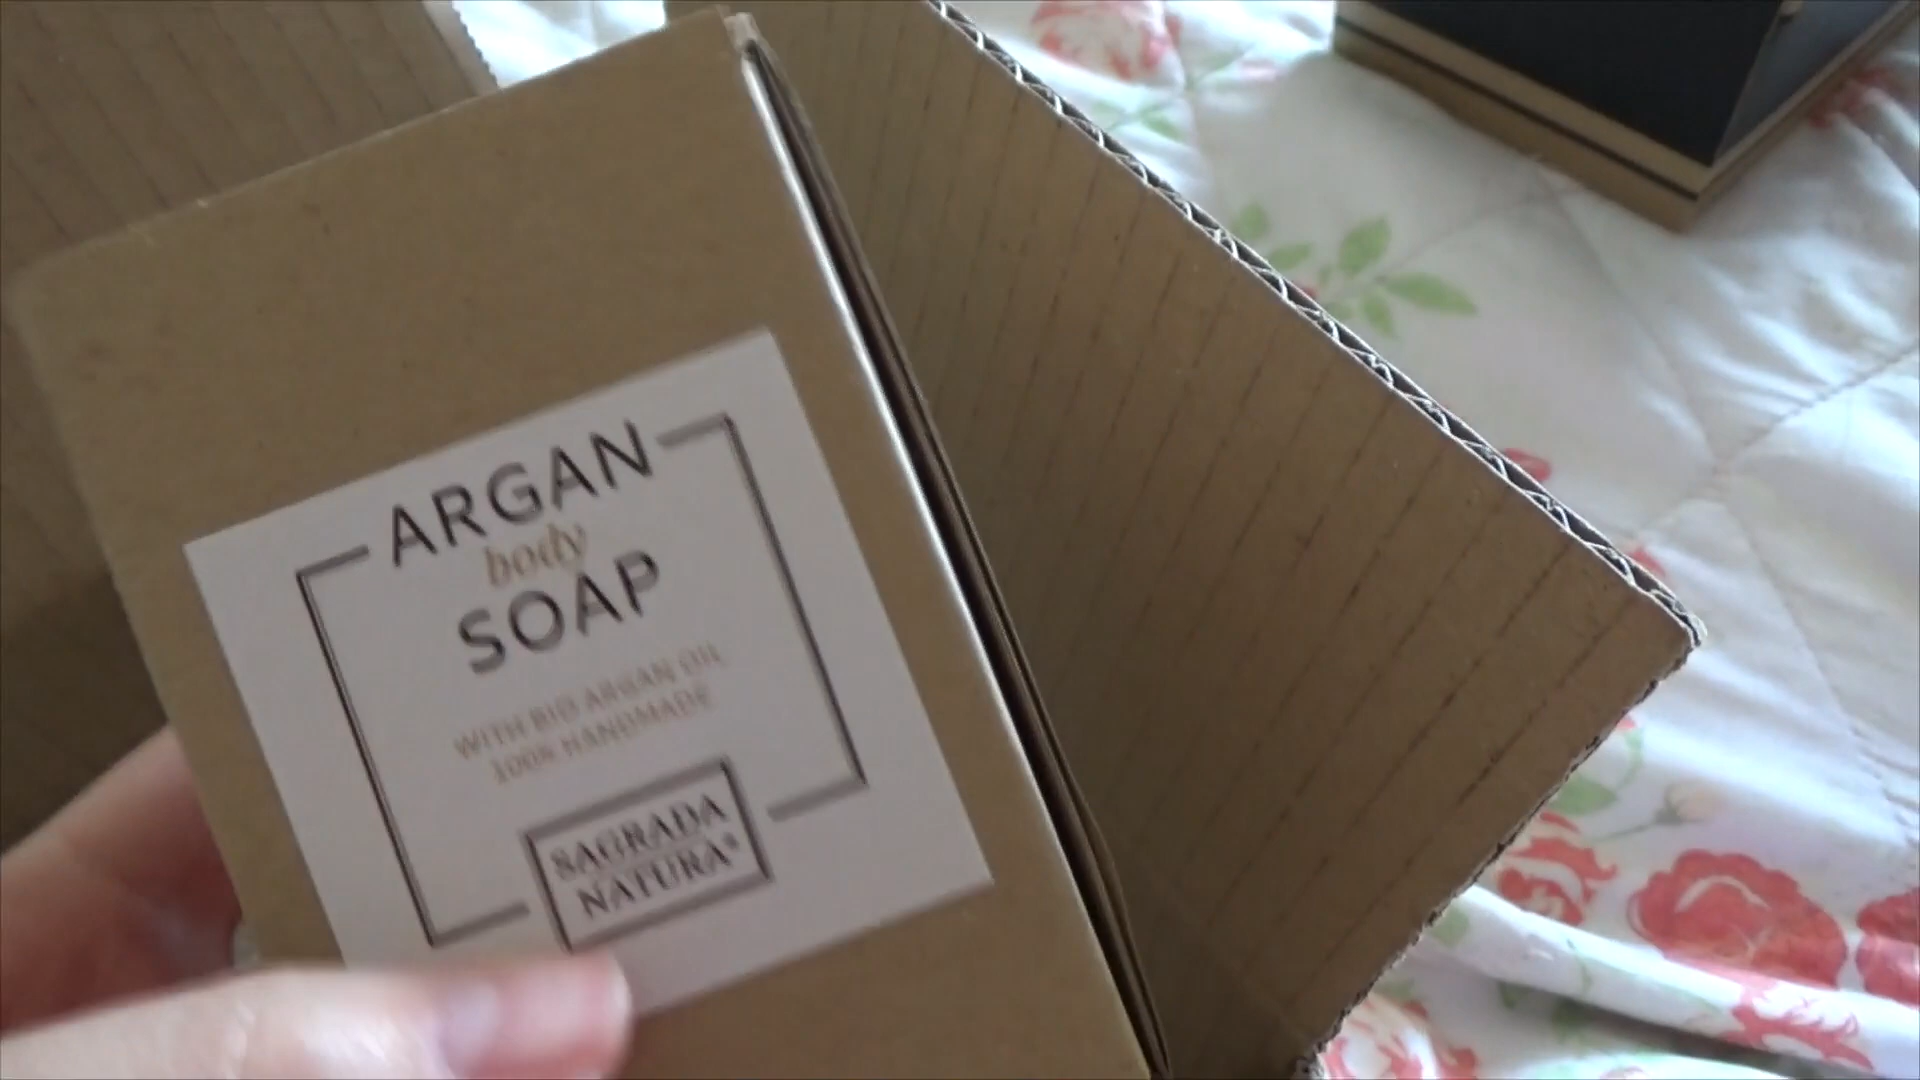 ARGAN
body
SOAP
WITH BIO ARGAN OIL
100% HANDMADE
SAGRADA
NATURA®